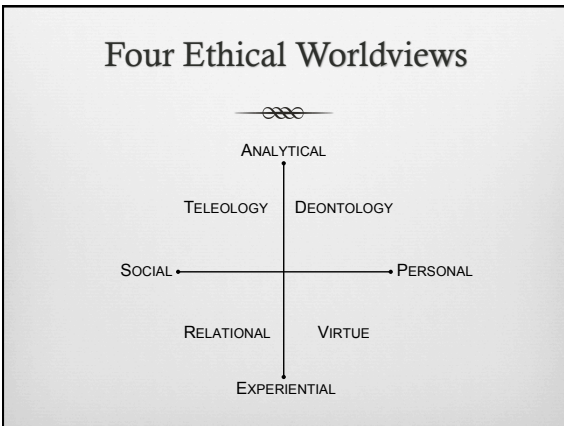 Four Ethical Worldviews
ANALYTICAL
TELEOLOGY DEONTOLOGY
SOCIAL PERSONAL
RELATIONAL VIRTUE
EXPERIENTIAL